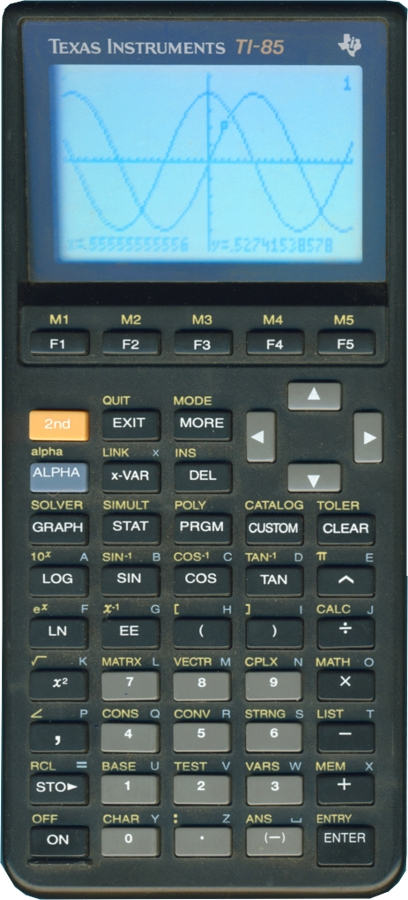 TEXAS INSTRUMENTS TI-85
1
x=.55555555556 y=.52741538578
M1 M2 M3 M4 M5
F1 F2 F3 F4 F5
QUIT MODE
2nd EXIT MORE
alpha LINK x INS
ALPHA x-VAR DEL
SOLVER SIMULT POLY CATALOG TOLER
GRAPH STAT PRGM CUSTOM CLEAR
10ˣ A SIN⁻¹ B COS⁻¹ C TAN⁻¹ D π E
LOG SIN COS TAN ^
eˣ F x⁻¹ G [ H ] I CALC J
LN EE ( ) ÷
√ K MATRX L VECTR M CPLX N MATH O
x² 7 8 9 ×
∠ P CONS Q CONV R STRNG S LIST T
, 4 5 6 −
RCL = BASE U TEST V VARS W MEM X
STO► 1 2 3 +
OFF CHAR Y : Z ANS ⎵ ENTRY
ON 0 . (—) ENTER